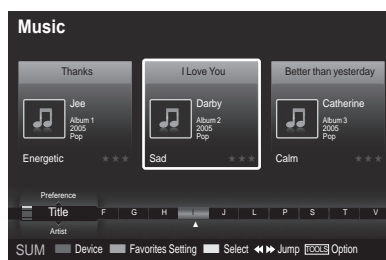 Music
Thanks
I Love You
Better than yesterday
Jee
Album 1
2005
Pop
Energetic
Darby
Album 2
2005
Pop
Sad
Catherine
Album 3
2005
Pop
Calm
Preference
Title F G H I J L P S T V
Artist
SUM Device Favorites Setting Select Jump TOOLS Option